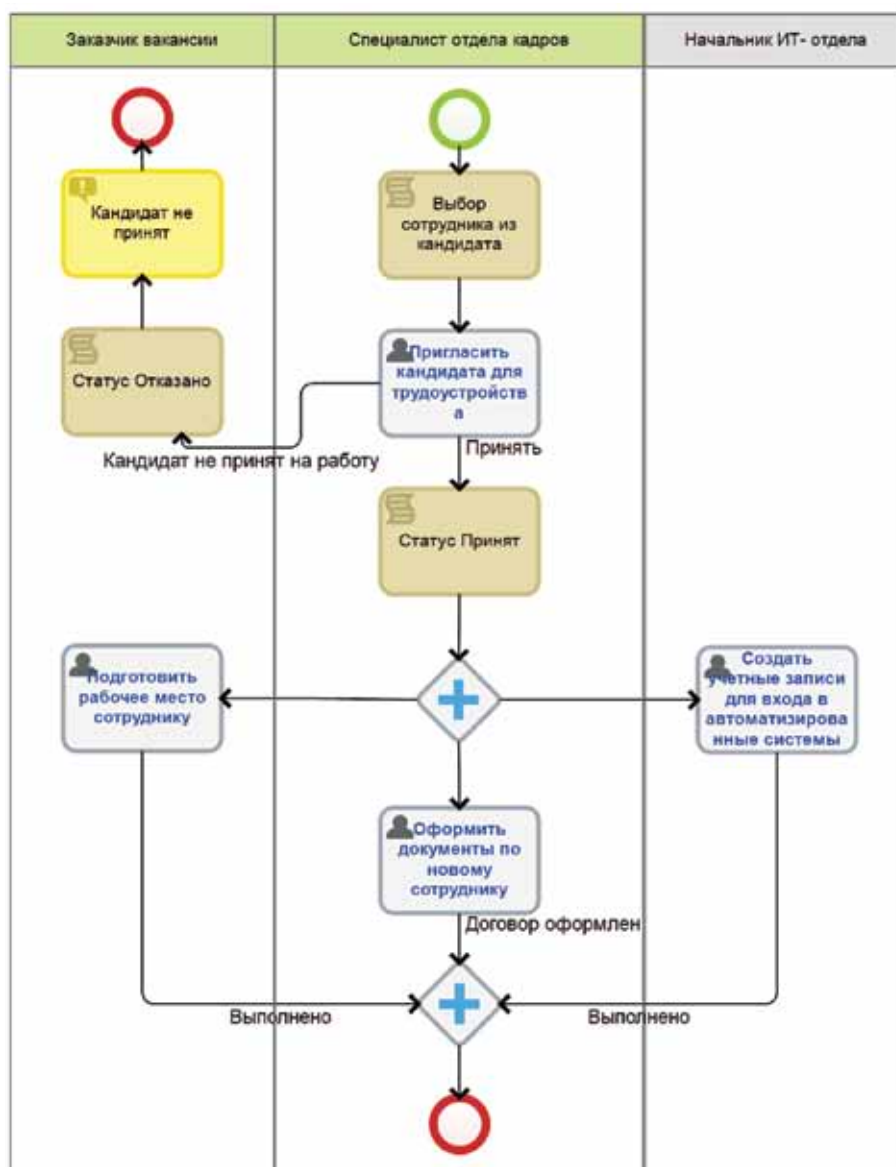 Заказчик вакансии
Специалист отдела кадров
Начальник ИТ- отдела
Кандидат не
принят
Выбор
сотрудника из
кандидата
Статус Отказано
Пригласить
кандидата для
трудоустройств
а
Кандидат не принят на работу
Принять
Статус Принят
Подготовить
рабочее место
сотруднику
Создать
учетные записи
для входа в
автоматизирова
нные системы
Оформить
документы по
новому
сотруднику
Договор оформлен
Выполнено
Выполнено